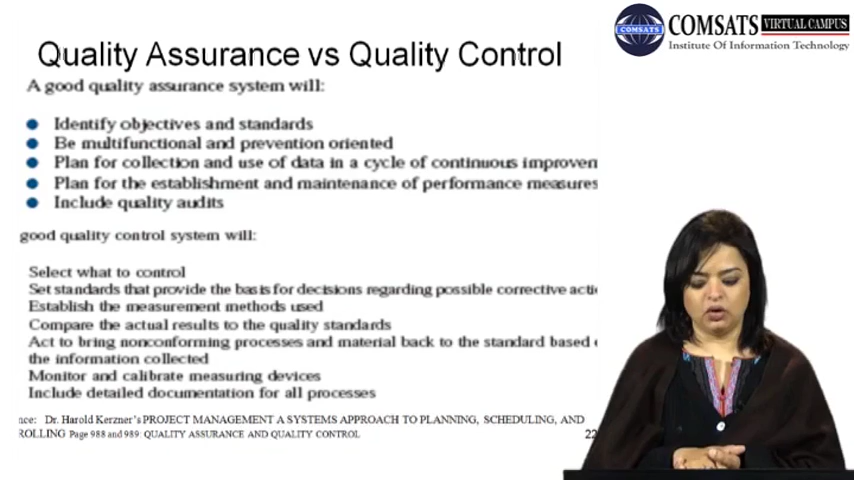 COMSATS VIRTUAL CAMPUS
Institute Of Information Technology
COMSATS
Quality Assurance vs Quality Control
A good quality assurance system will:
Identify objectives and standards
Be multifunctional and prevention oriented
Plan for collection and use of data in a cycle of continuous improven
Plan for the establishment and maintenance of performance measures
Include quality audits
good quality control system will:
Select what to control
Set standards that provide the basis for decisions regarding possible corrective acti
Establish the measurement methods used
Compare the actual results to the quality standards
Act to bring nonconforming processes and material back to the standard based
the information collected
Monitor and calibrate measuring devices
Include detailed documentation for all processes
nce: Dr. Harold Kerzner's PROJECT MANAGEMENT A SYSTEMS APPROACH TO PLANNING, SCHEDULING, AND
ROLLING Page 988 and 989: QUALITY ASSURANCE AND QUALITY CONTROL
22